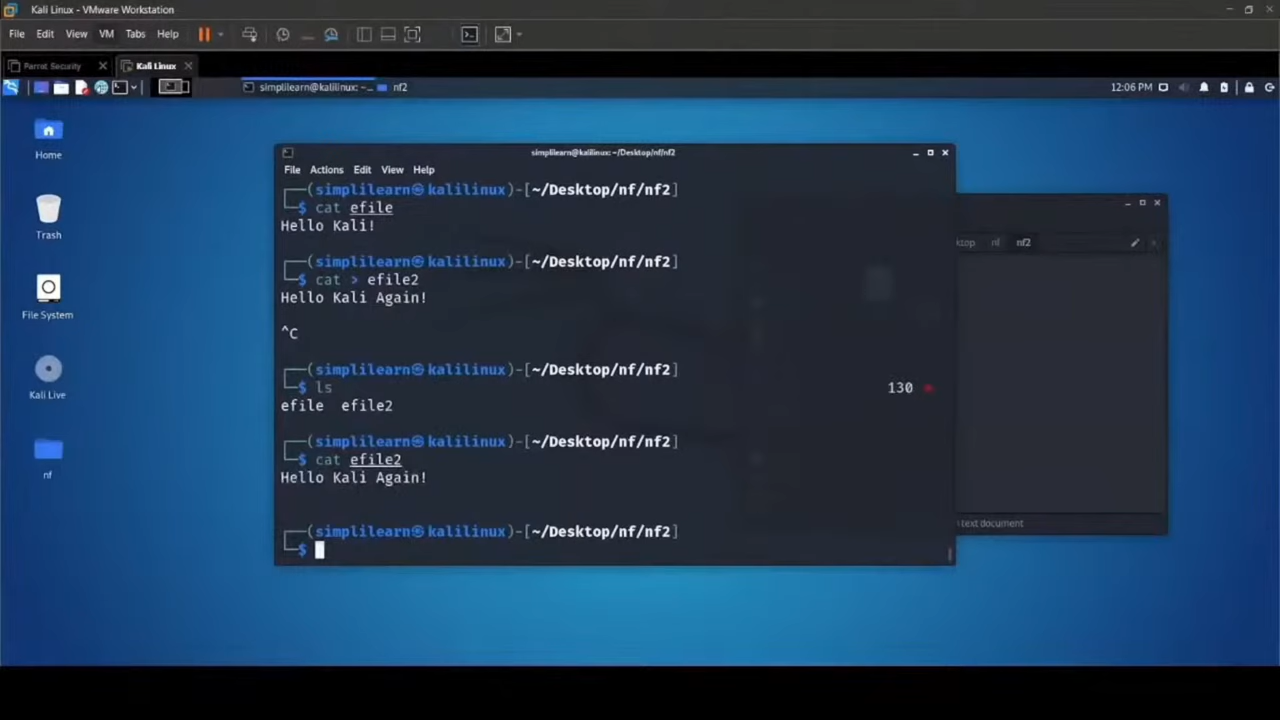 Kali Linux - VMware Workstation
File Edit View VM Tabs Help
Parrot Security Kali Linux
simplilearn@kalilinux: ~... nf2 12:06 PM
Home
Trash
File System
Kali Live
nf
simplilearn@kalilinux: ~/Desktop/nf/nf2
File Actions Edit View Help
┌──(simplilearn㉿kalilinux)-[~/Desktop/nf/nf2]
└─$ cat efile
Hello Kali!
┌──(simplilearn㉿kalilinux)-[~/Desktop/nf/nf2]
└─$ cat > efile2
Hello Kali Again!
^C
┌──(simplilearn㉿kalilinux)-[~/Desktop/nf/nf2]
└─$ ls 130
efile efile2
┌──(simplilearn㉿kalilinux)-[~/Desktop/nf/nf2]
└─$ cat efile2
Hello Kali Again!
┌──(simplilearn㉿kalilinux)-[~/Desktop/nf/nf2]
└─$
ktop nf nf2
text document